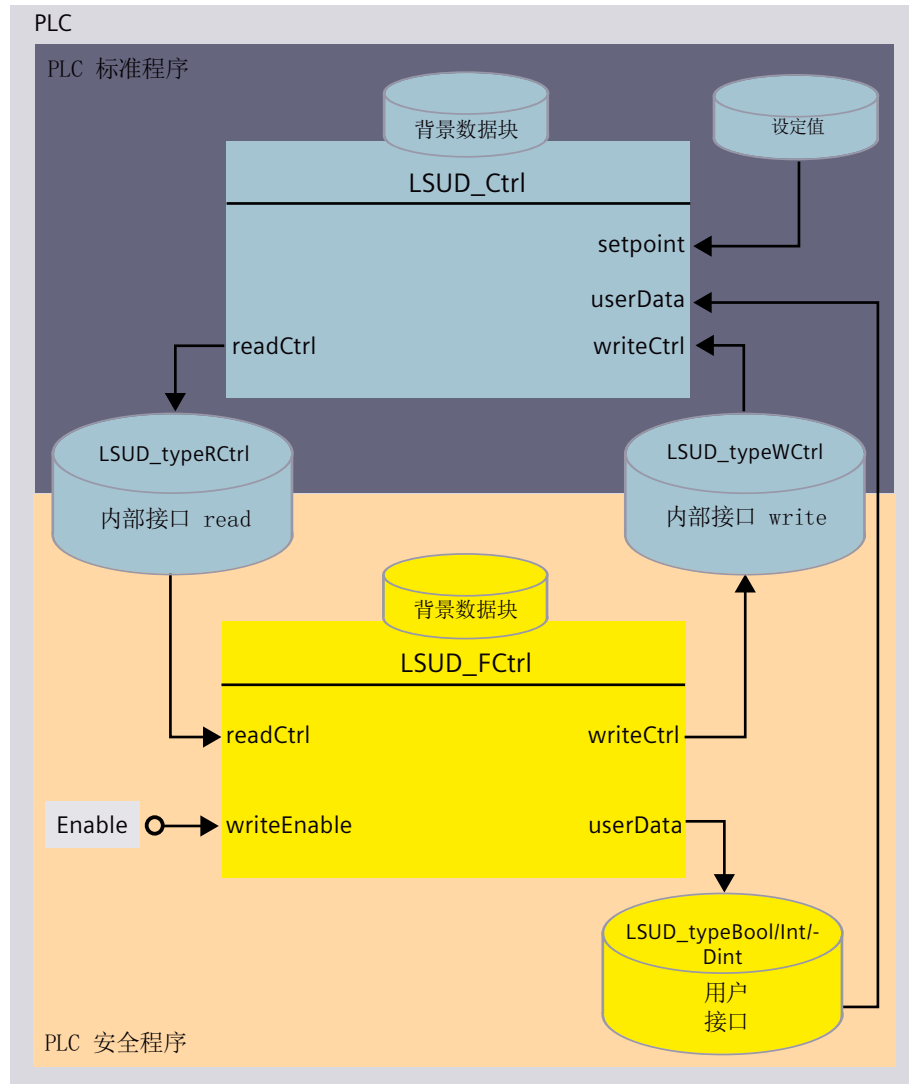 PLC
PLC 标准程序
背景数据块
设定值
LSUD_Ctrl
setpoint
userData
readCtrl
writeCtrl
LSUD_typeRCtrl
内部接口 read
LSUD_typeWCtrl
内部接口 write
背景数据块
LSUD_FCtrl
readCtrl
writeCtrl
Enable
writeEnable
userData
LSUD_typeBool/Int/-
Dint
用户
接口
PLC 安全程序